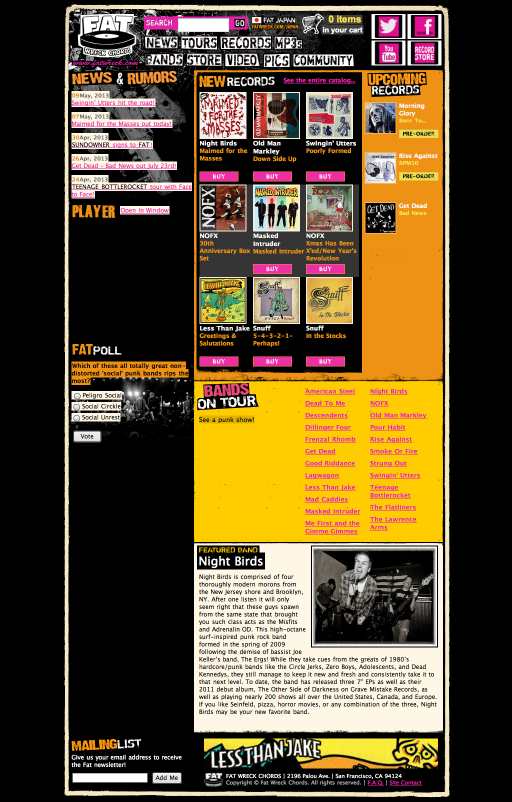 FAT
WRECK CHORDS
www.fatwreck.com
SEARCH
GO
FAT JAPAN:
FATWRECK.COM/JAPAN
0 items
in your cart
NEWS TOURS RECORDS MP3s
BANDS STORE VIDEO PICS COMMUNITY
You
Tube
RECORD
STORE
NEWS & RUMORS
09May, 2013
Swingin' Utters hit the road!
07May, 2013
Maimed for the Masses out today!
30Apr, 2013
SUNDOWNER signs to FAT!
26Apr, 2013
Get Dead - Bad News out July 23rd!
24Apr, 2013
TEENAGE BOTTLEROCKET tour with Face
to Face!
PLAYER
Open in Window
FAT POLL
Which of these all totally great non-
distorted 'social' punk bands rips the
most?
Peligro Social
Social Circkle
Social Unrest
Vote
NEW RECORDS
See the entire catalog...
Night Birds
Maimed for the
Masses
BUY
Old Man
Markley
Down Side Up
BUY
Swingin' Utters
Poorly Formed
BUY
NOFX
30th
Anniversary Box
Set
Masked
Intruder
Masked Intruder
BUY
NOFX
Xmas Has Been
X'ed/New Year's
Revolution
BUY
Less Than Jake
Greetings &
Salutations
BUY
Snuff
5-4-3-2-1-
Perhaps!
BUY
Snuff
In the Stocks
BUY
UPCOMING
RECORDS
Morning
Glory
Born To...
PRE-ORDER!
Rise Against
RPM10
PRE-ORDER!
Get Dead
Bad News
BANDS
ON TOUR
See a punk show!
American Steel
Dead To Me
Descendents
Dillinger Four
Frenzal Rhomb
Get Dead
Good Riddance
Lagwagon
Less Than Jake
Mad Caddies
Masked Intruder
Me First and the
Gimme Gimmes
Night Birds
NOFX
Old Man Markley
Pour Habit
Rise Against
Smoke Or Fire
Strung Out
Swingin' Utters
Teenage
Bottlerocket
The Flatliners
The Lawrence
Arms
FEATURED BAND
Night Birds
Night Birds is comprised of four
thoroughly modern morons from
the New Jersey shore and Brooklyn,
NY. After one listen it will only
seem right that these guys spawn
from the same state that brought
you such class acts as the Misfits
and Adrenalin OD. This high-octane
surf-inspired punk rock band
formed in the spring of 2009
following the demise of bassist Joe
Keller's band, The Ergs! While they take cues from the greats of 1980's
hardcore/punk bands like the Circle Jerks, Zero Boys, Adolescents, and Dead
Kennedys, they still manage to keep it new and fresh and consistently take it to
that next level. To date, the band has released three 7" EPs as well as their
2011 debut album, The Other Side of Darkness on Grave Mistake Records, as
well as playing nearly 200 shows all over the United States, Canada, and Europe.
If you like Seinfeld, pizza, horror movies, or any combination of the three, Night
Birds may be your new favorite band.
MAILING LIST
Give us your email address to receive
the Fat newsletter!
Add Me
LESS THAN JAKE
FAT WRECK CHORDS | 2196 Palou Ave. | San Francisco, CA 94124
Copyright © Fat Wreck Chords. All rights reserved. | F.A.Q. | Site Contact